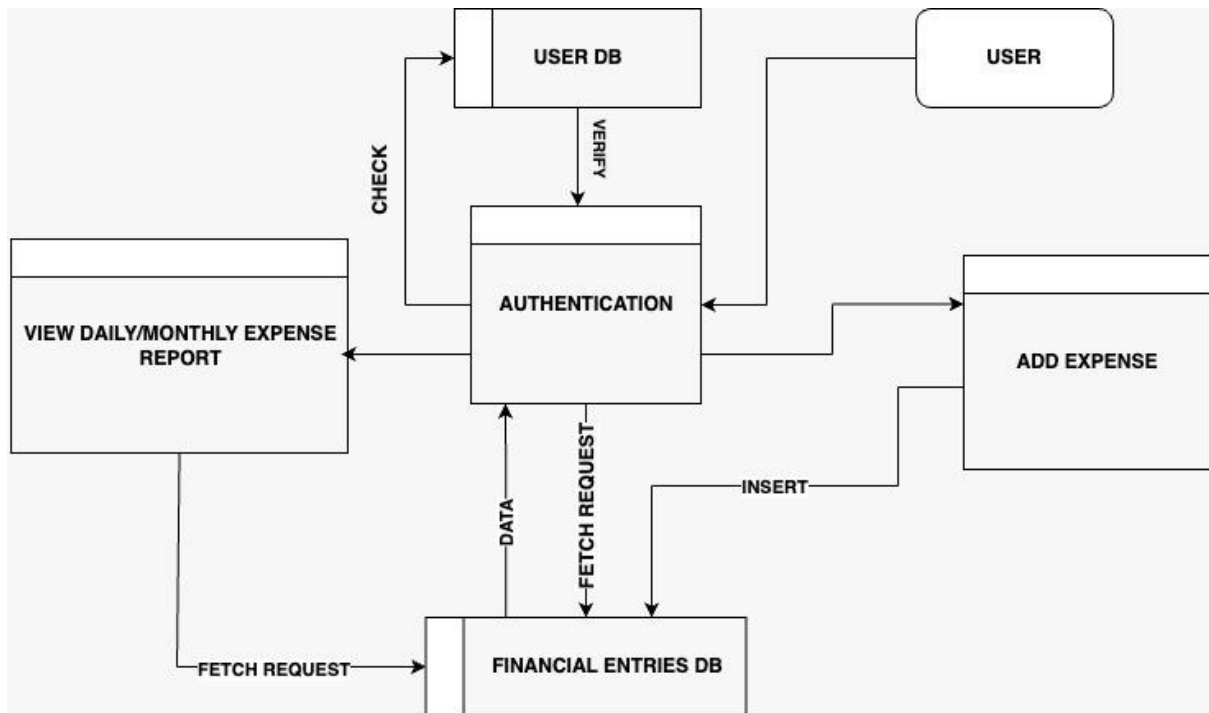 USER DB
USER
VERIFY
CHECK
AUTHENTICATION
VIEW DAILY/MONTHLY EXPENSE
REPORT
ADD EXPENSE
INSERT
DATA
FETCH REQUEST
FETCH REQUEST
FINANCIAL ENTRIES DB